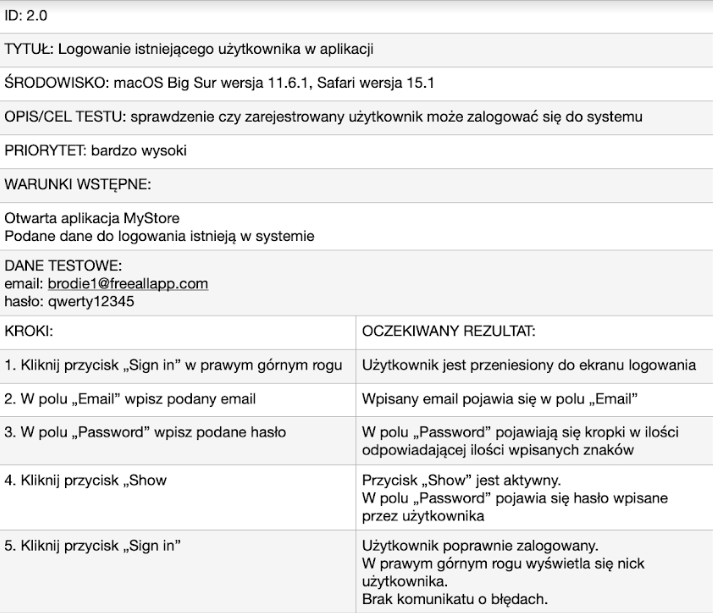 ID: 2.0
TYTUŁ: Logowanie istniejącego użytkownika w aplikacji
ŚRODOWISKO: macOS Big Sur wersja 11.6.1, Safari wersja 15.1
OPIS/CEL TESTU: sprawdzenie czy zarejestrowany użytkownik może zalogować się do systemu
PRIORYTET: bardzo wysoki
WARUNKI WSTĘPNE:
Otwarta aplikacja MyStore
Podane dane do logowania istnieją w systemie
DANE TESTOWE:
email: brodie1@freeallapp.com
hasło: qwerty12345
KROKI:
OCZEKIWANY REZULTAT:
1. Kliknij przycisk „Sign in” w prawym górnym rogu
Użytkownik jest przeniesiony do ekranu logowania
2. W polu „Email” wpisz podany email
Wpisany email pojawia się w polu „Email”
3. W polu „Password” wpisz podane hasło
W polu „Password” pojawiają się kropki w ilości
odpowiadającej ilości wpisanych znaków
4. Kliknij przycisk „Show
Przycisk „Show” jest aktywny.
W polu „Password” pojawia się hasło wpisane
przez użytkownika
5. Kliknij przycisk „Sign in”
Użytkownik poprawnie zalogowany.
W prawym górnym rogu wyświetla się nick
użytkownika.
Brak komunikatu o błędach.